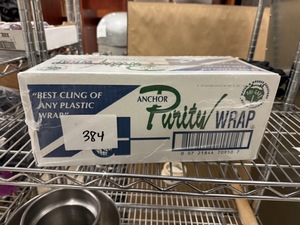 "BEST CLING OF
ANY PLASTIC
WRAP"
ANCHOR
Purity WRAP
384